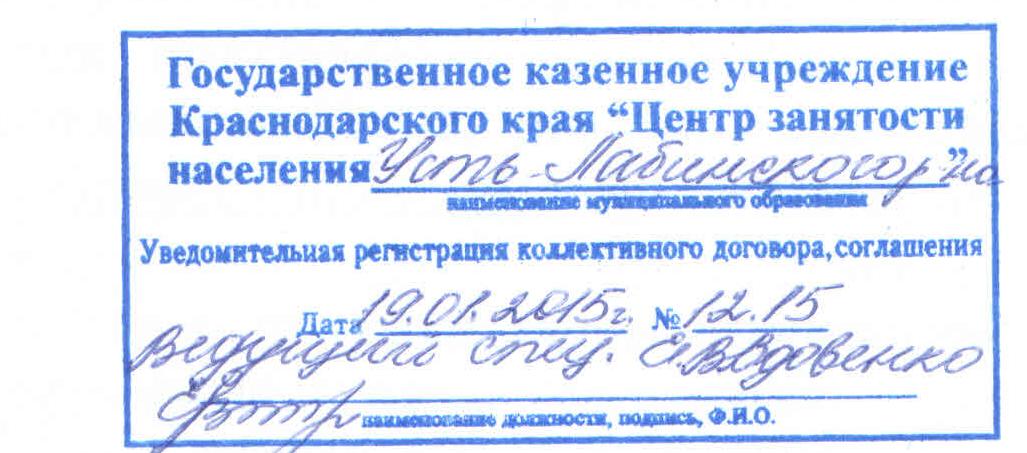 Государственное казенное учреждение
Краснодарского края “Центр занятости
населения Усть-Лабинского р-на”
наименование муниципального образования
Уведомительная регистрация коллективного договора, соглашения
Дата 19.01.2015г. № 12.15
Ведущий спец. Е.В.Вдовенко
наименование должности, подпись, Ф.И.О.